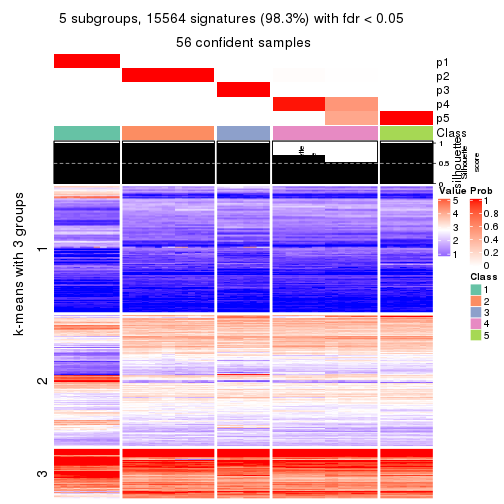 5 subgroups, 15564 signatures (98.3%) with fdr < 0.05
56 confident samples
p1
p2
p3
p4
p5
Class
1
0.5
0
silhouette
Silhouette
score
k-means with 3 groups
1
2
3
Value
5
4
3
2
1
Prob
1
0.8
0.6
0.4
0.2
0
Class
1
2
3
4
5